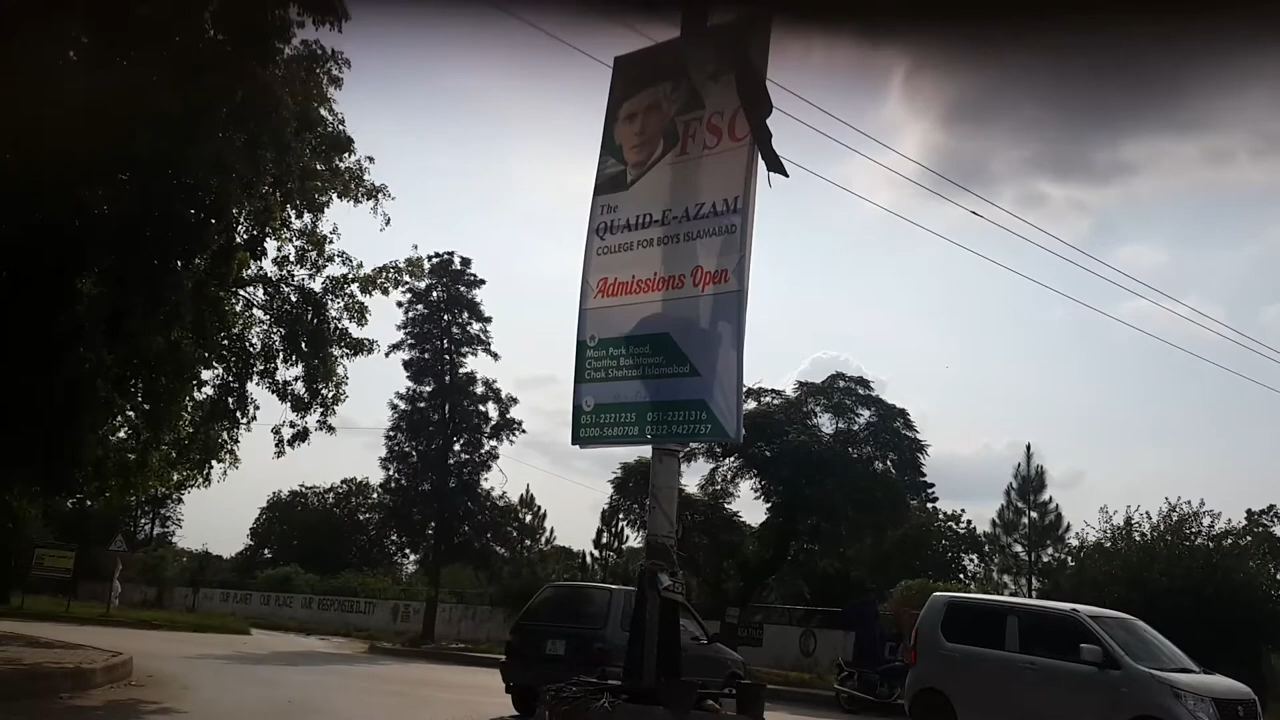 FSC
The
QUAID-E-AZAM
COLLEGE FOR BOYS ISLAMABAD
Admissions Open
Main Park Road,
Chattha Bakhtawar,
Chak Shehzad Islamabad
051-2321235 051-2321316
0300-5680708 0332-9427757
OUR PLANET OUR PLACE OUR RESPONSIBILITY